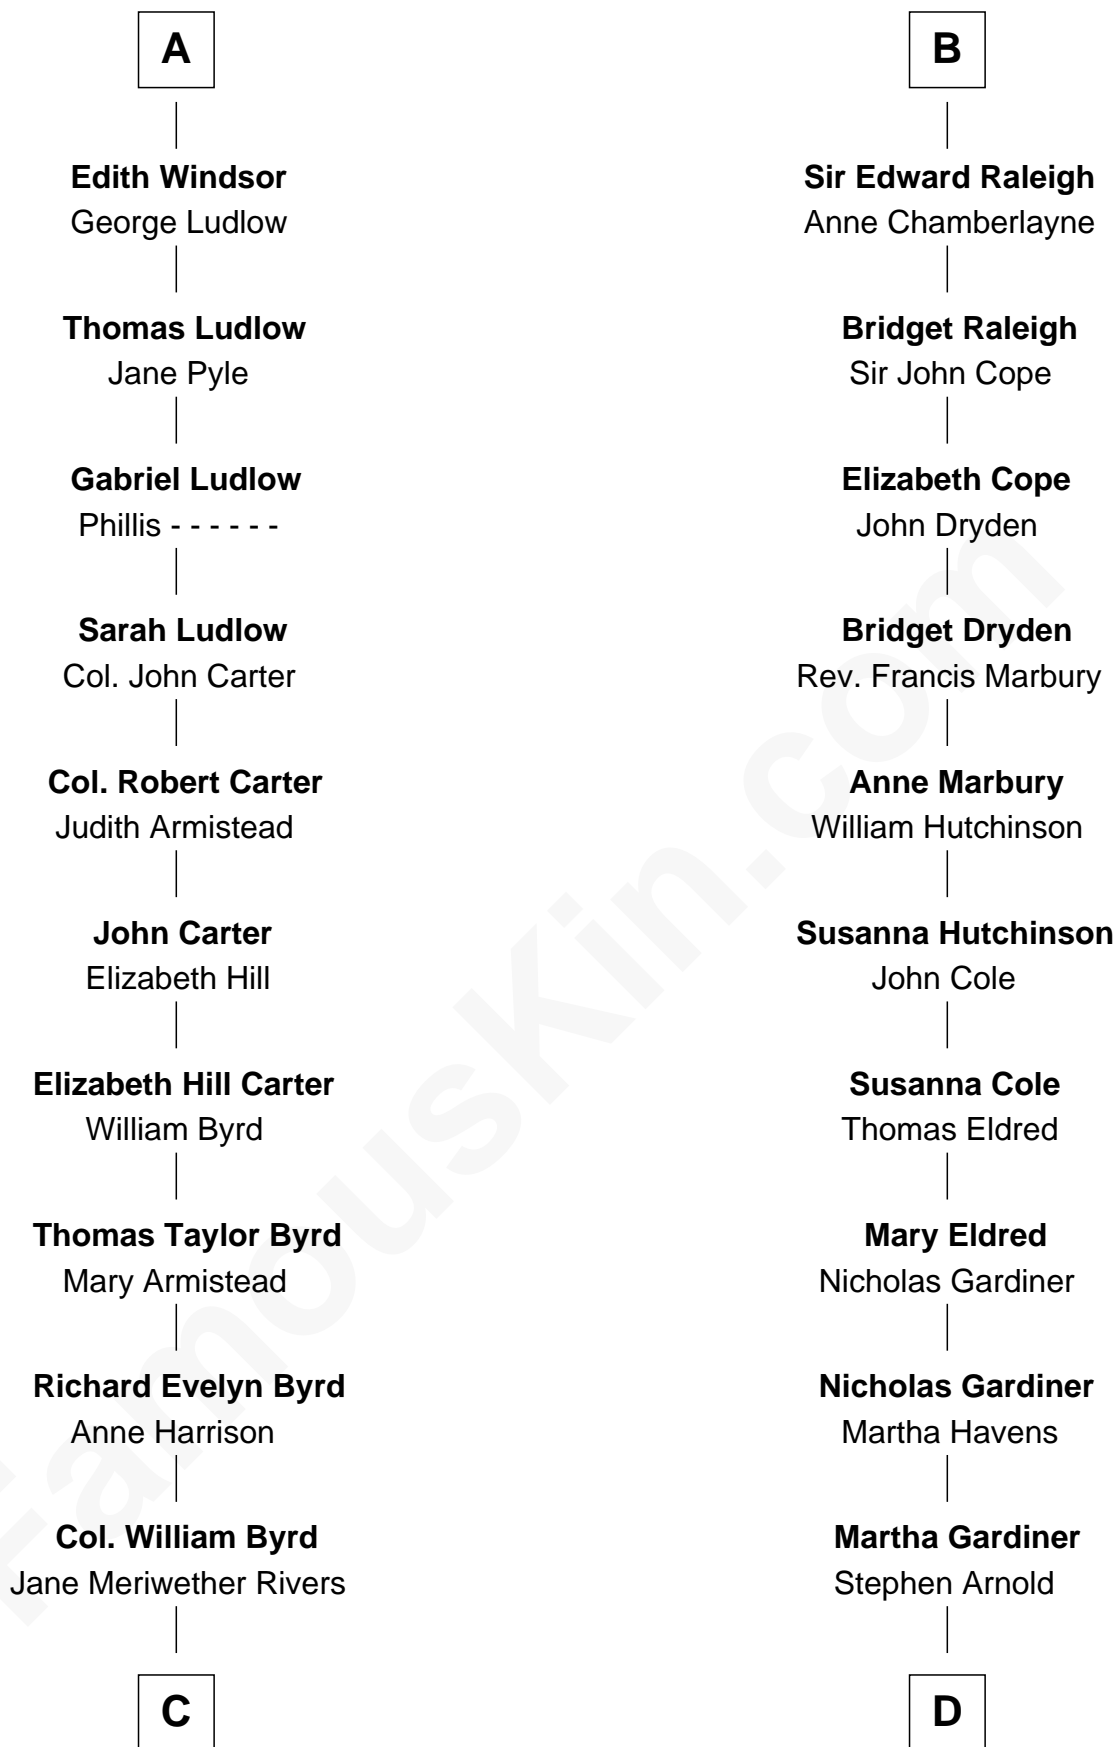 A
Edith Windsor
George Ludlow
Thomas Ludlow
Jane Pyle
Gabriel Ludlow
Phillis - - - - - -
Sarah Ludlow
Col. John Carter
Col. Robert Carter
Judith Armistead
John Carter
Elizabeth Hill
Elizabeth Hill Carter
William Byrd
Thomas Taylor Byrd
Mary Armistead
Richard Evelyn Byrd
Anne Harrison
Col. William Byrd
Jane Meriwether Rivers
C
B
Sir Edward Raleigh
Anne Chamberlayne
Bridget Raleigh
Sir John Cope
Elizabeth Cope
John Dryden
Bridget Dryden
Rev. Francis Marbury
Anne Marbury
William Hutchinson
Susanna Hutchinson
John Cole
Susanna Cole
Thomas Eldred
Mary Eldred
Nicholas Gardiner
Nicholas Gardiner
Martha Havens
Martha Gardiner
Stephen Arnold
D
FamousKin.com